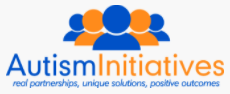 AutismInitiatives
real partnerships, unique solutions, positive outcomes